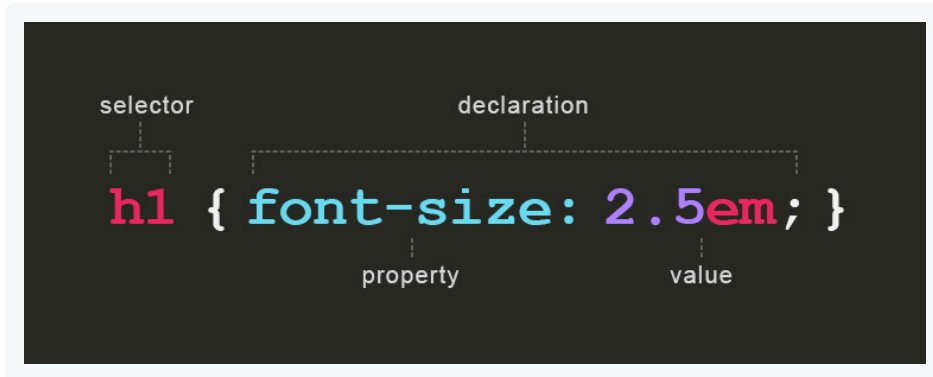 selector declaration
h1 { font-size: 2.5em; }
property value